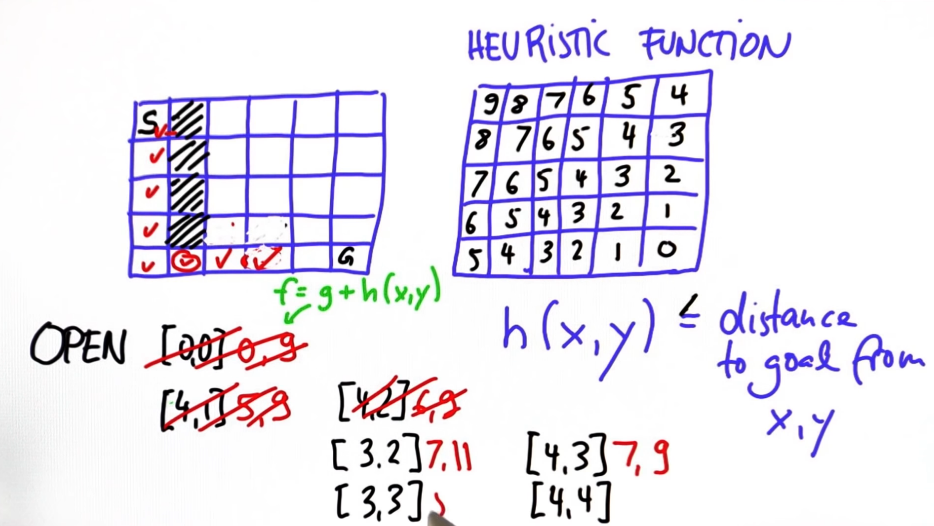 HEURISTIC FUNCTION
S
G
9 8 7 6 5 4
8 7 6 5 4 3
7 6 5 4 3 2
6 5 4 3 2 1
5 4 3 2 1 0
f = g + h(x,y)
h(x,y) ≤ distance
to goal from
x,y
OPEN [0,0] 0,9
[4,1] 5,9 [4,2] 6,9
[3.2] 7,11 [4,3] 7,9
[3,3] [4,4]